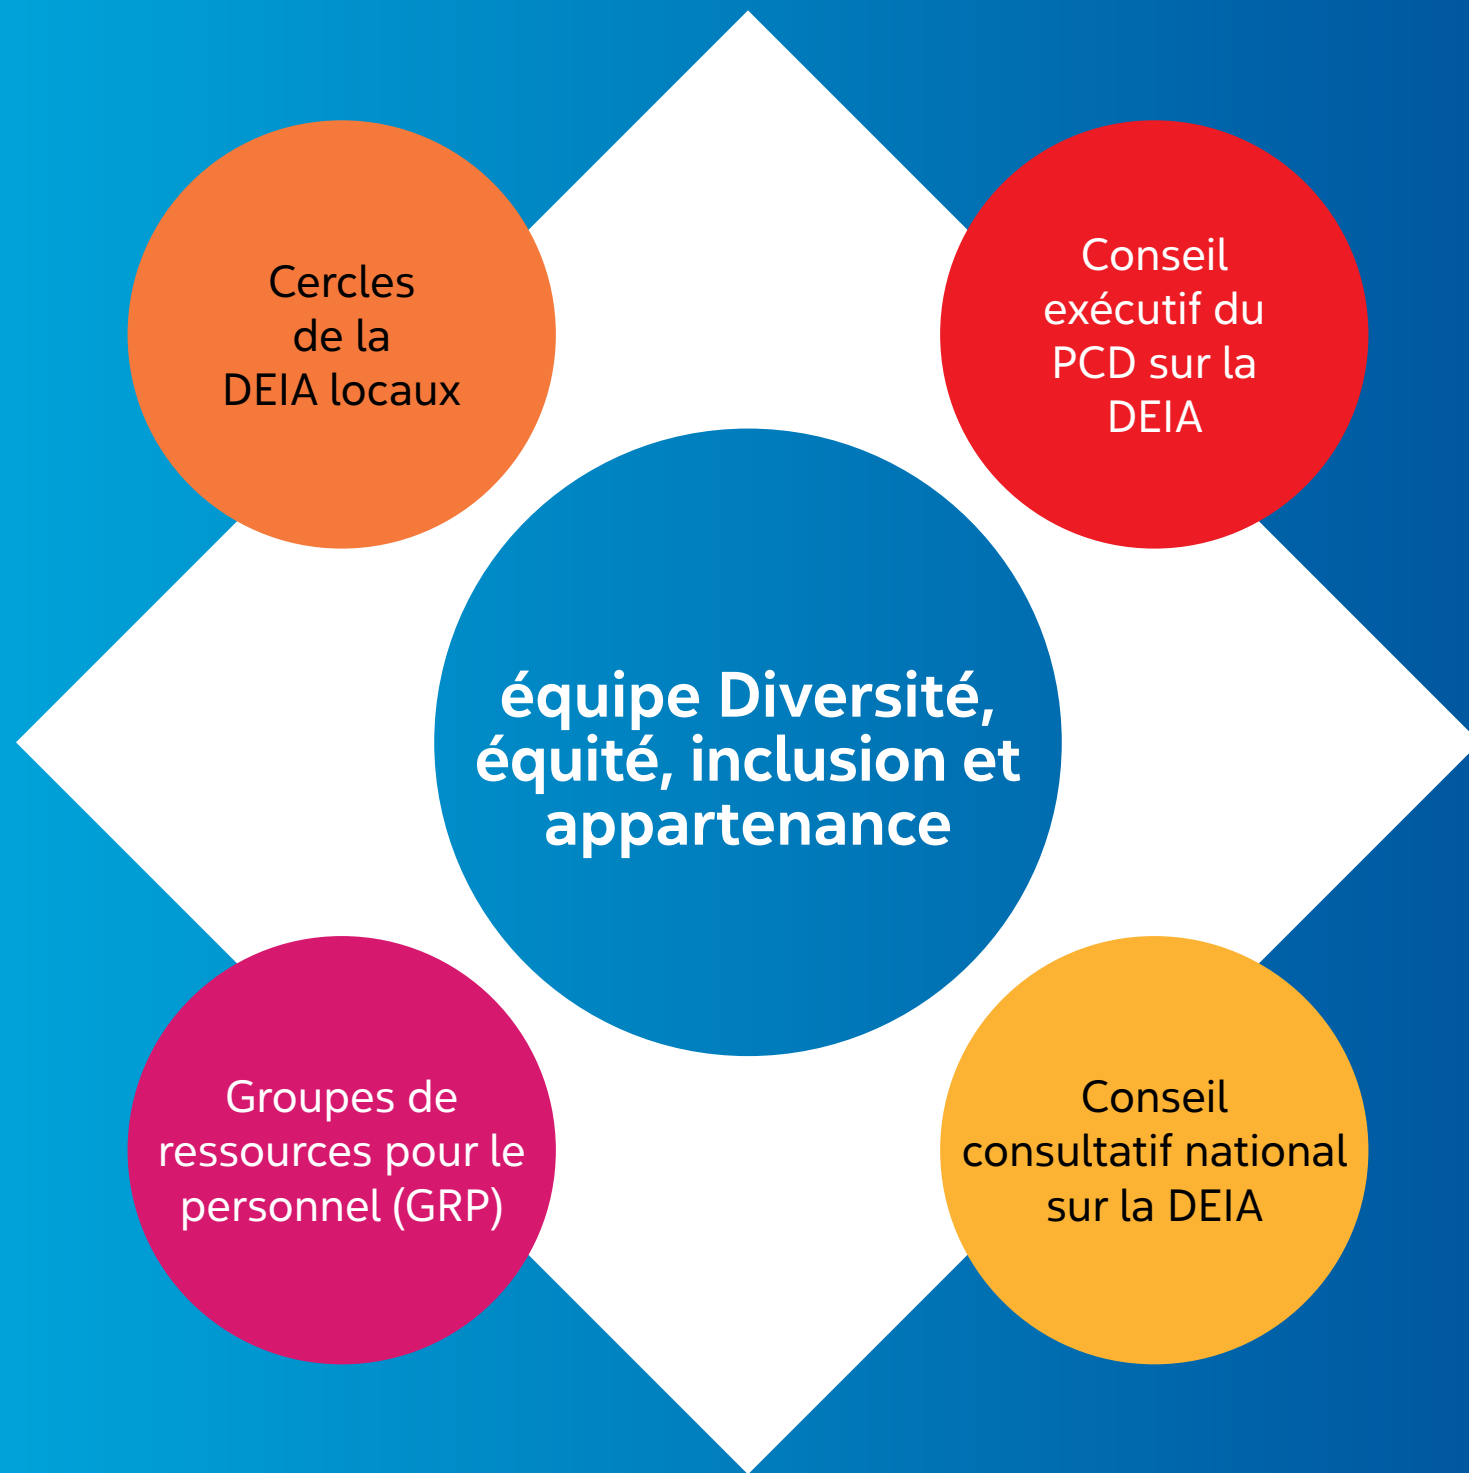 Cercles
de la
DEIA locaux
Conseil
exécutif du
PCD sur la
DEIA
équipe Diversité,
équité, inclusion et
appartenance
Groupes de
ressources pour le
personnel (GRP)
Conseil
consultatif national
sur la DEIA